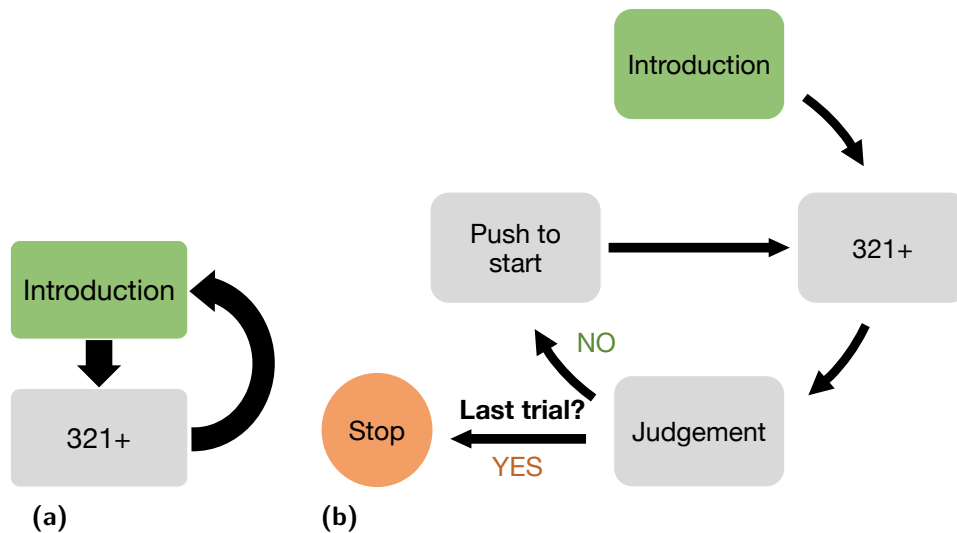 Introduction
321+
(a)
Introduction
Push to
start
321+
NO
Last trial?
Stop
YES
Judgement
(b)